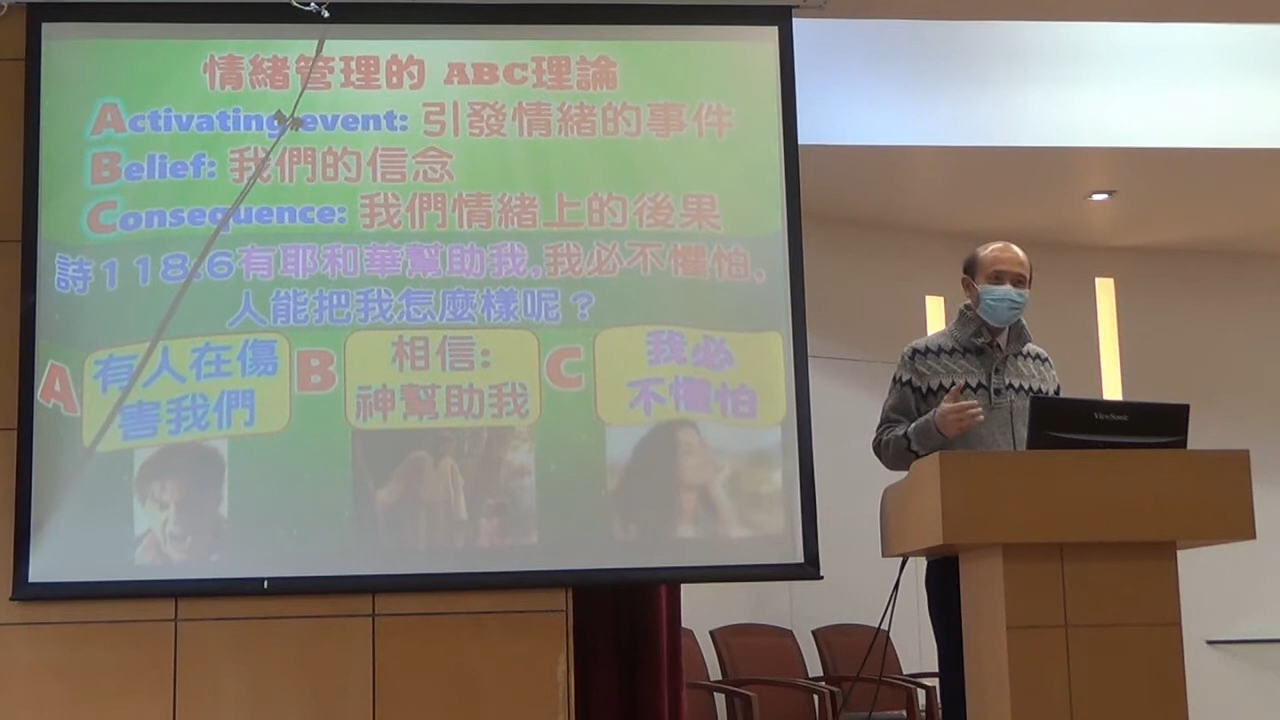 情緒管理的 ABC理論
Activating event: 引發情緒的事件
Belief: 我們的信念
Consequence: 我們情緒上的後果
詩118:6有耶和華幫助我,我必不懼怕,
人能把我怎麼樣呢？
A
有人在傷
害我們
B
相信:
神幫助我
C
我必
不懼怕
ViewSonic